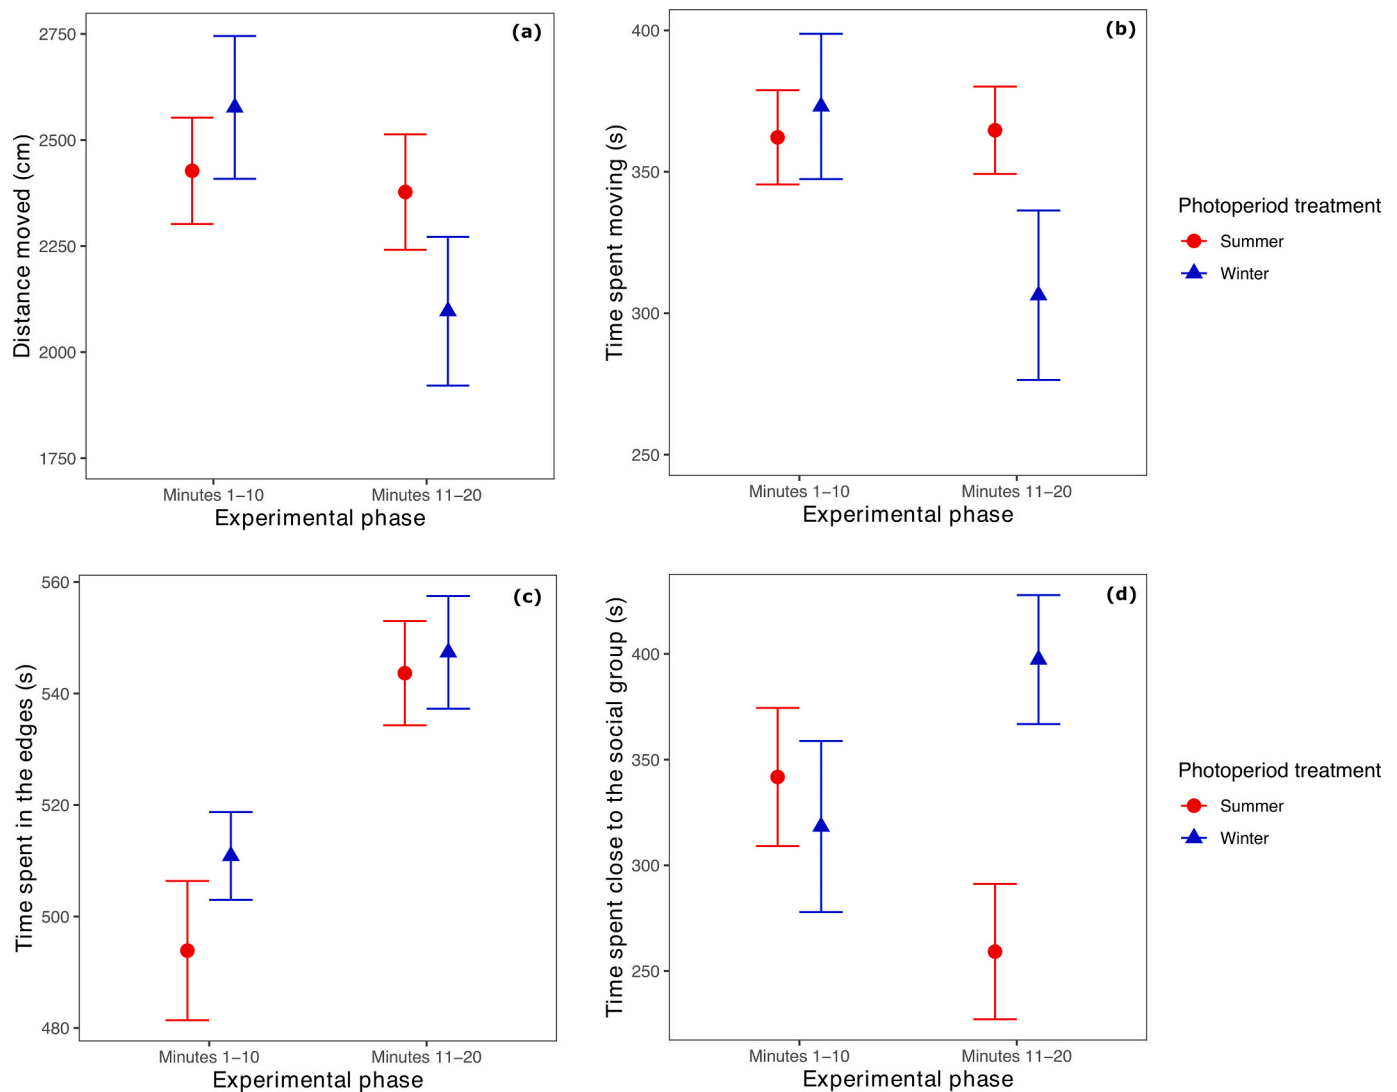 (a)
Distance moved (cm)
2750
2500
2250
2000
1750
Minutes 1–10 Minutes 11–20
Experimental phase
(b)
Time spent moving (s)
400
350
300
250
Minutes 1–10 Minutes 11–20
Experimental phase
Photoperiod treatment
Summer
Winter
(c)
Time spent in the edges (s)
560
540
520
500
480
Minutes 1–10 Minutes 11–20
Experimental phase
(d)
Time spent close to the social group (s)
400
350
300
250
Minutes 1–10 Minutes 11–20
Experimental phase
Photoperiod treatment
Summer
Winter